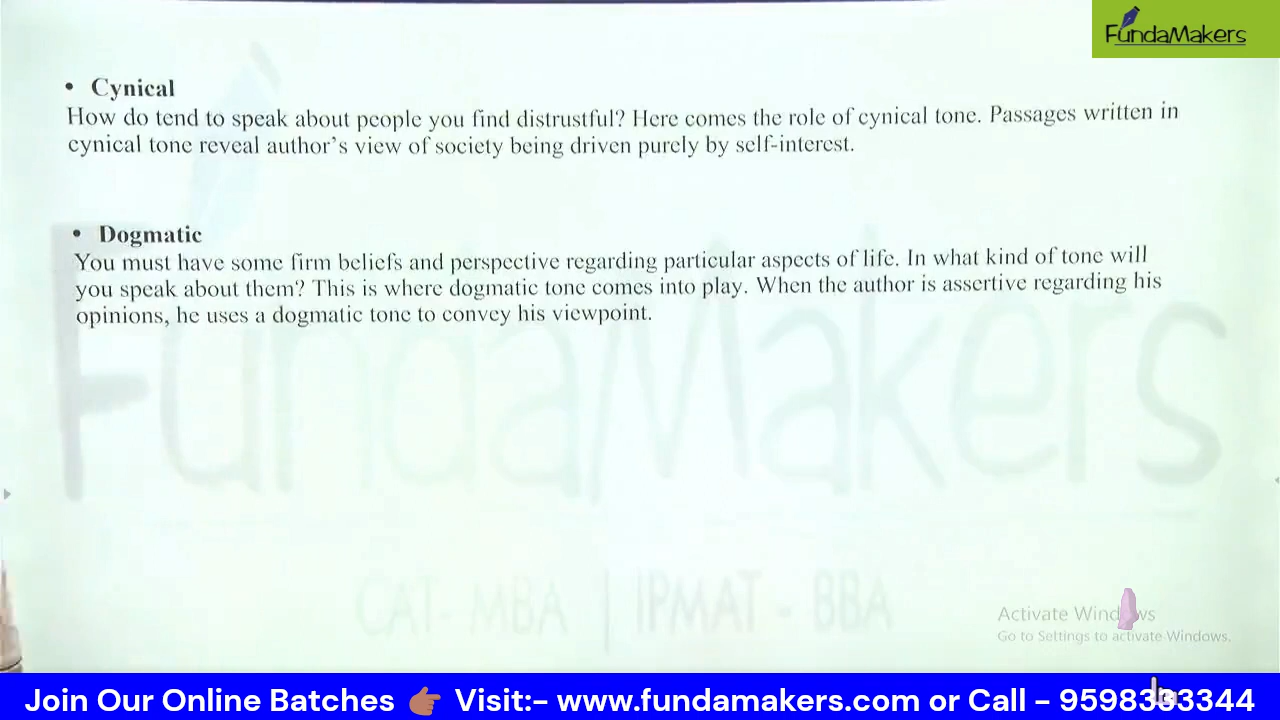 FundaMakers
• Cynical
How do tend to speak about people you find distrustful? Here comes the role of cynical tone. Passages written in
cynical tone reveal author's view of society being driven purely by self-interest.
• Dogmatic
You must have some firm beliefs and perspective regarding particular aspects of life. In what kind of tone will
you speak about them? This is where dogmatic tone comes into play. When the author is assertive regarding his
opinions, he uses a dogmatic tone to convey his viewpoint.
FundaMakers
CAT - MBA | IPMAT - BBA
Activate Windows
Go to Settings to activate Windows.
Join Our Online Batches 👉🏽 Visit:- www.fundamakers.com or Call - 9598333344